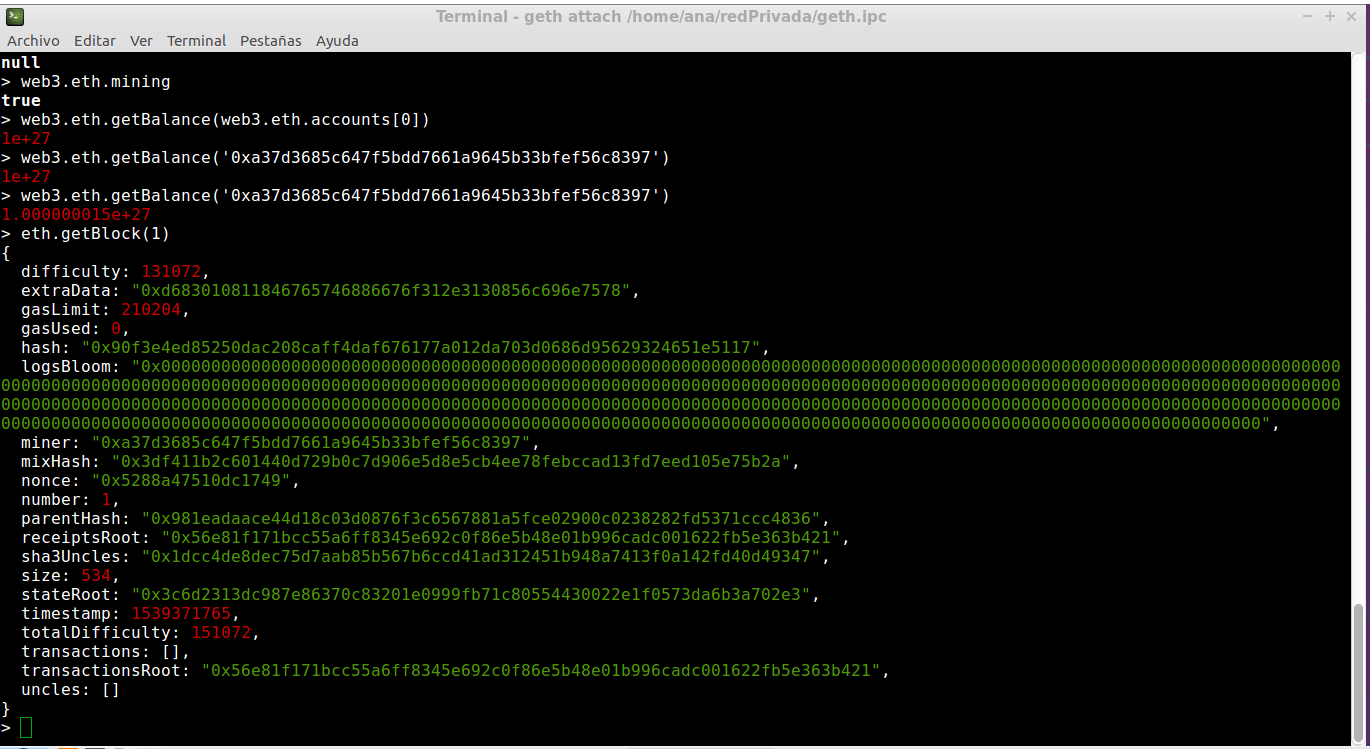 Terminal - geth attach /home/ana/redPrivada/geth.ipc
Archivo Editar Ver Terminal Pestañas Ayuda
null
> web3.eth.mining
true
> web3.eth.getBalance(web3.eth.accounts[0])
1e+27
> web3.eth.getBalance('0xa37d3685c647f5bdd7661a9645b33bfef56c8397')
1e+27
> web3.eth.getBalance('0xa37d3685c647f5bdd7661a9645b33bfef56c8397')
1.000000015e+27
> eth.getBlock(1)
{
  difficulty: 131072,
  extraData: "0xd683010811846765746886676f312e3130856c696e7578",
  gasLimit: 210204,
  gasUsed: 0,
  hash: "0x90f3e4ed85250dac208caff4daf676177a012da703d0686d95629324651e5117",
  logsBloom: "0x0000000000000000000000000000000000000000000000000000000000000000000000000000000000000000000000000000000000000000000000
00000000000000000000000000000000000000000000000000000000000000000000000000000000000000000000000000000000000000000000000000000000000000
00000000000000000000000000000000000000000000000000000000000000000000000000000000000000000000000000000000000000000000000000000000000000
000000000000000000000000000000000000000000000000000000000000000000000000000000000000000000000000000000000000000000000000000000",
  miner: "0xa37d3685c647f5bdd7661a9645b33bfef56c8397",
  mixHash: "0x3df411b2c601440d729b0c7d906e5d8e5cb4ee78febccad13fd7eed105e75b2a",
  nonce: "0x5288a47510dc1749",
  number: 1,
  parentHash: "0x981eadaace44d18c03d0876f3c6567881a5fce02900c0238282fd5371ccc4836",
  receiptsRoot: "0x56e81f171bcc55a6ff8345e692c0f86e5b48e01b996cadc001622fb5e363b421",
  sha3Uncles: "0x1dcc4de8dec75d7aab85b567b6ccd41ad312451b948a7413f0a142fd40d49347",
  size: 534,
  stateRoot: "0x3c6d2313dc987e86370c83201e0999fb71c80554430022e1f0573da6b3a702e3",
  timestamp: 1539371765,
  totalDifficulty: 151072,
  transactions: [],
  transactionsRoot: "0x56e81f171bcc55a6ff8345e692c0f86e5b48e01b996cadc001622fb5e363b421",
  uncles: []
}
>